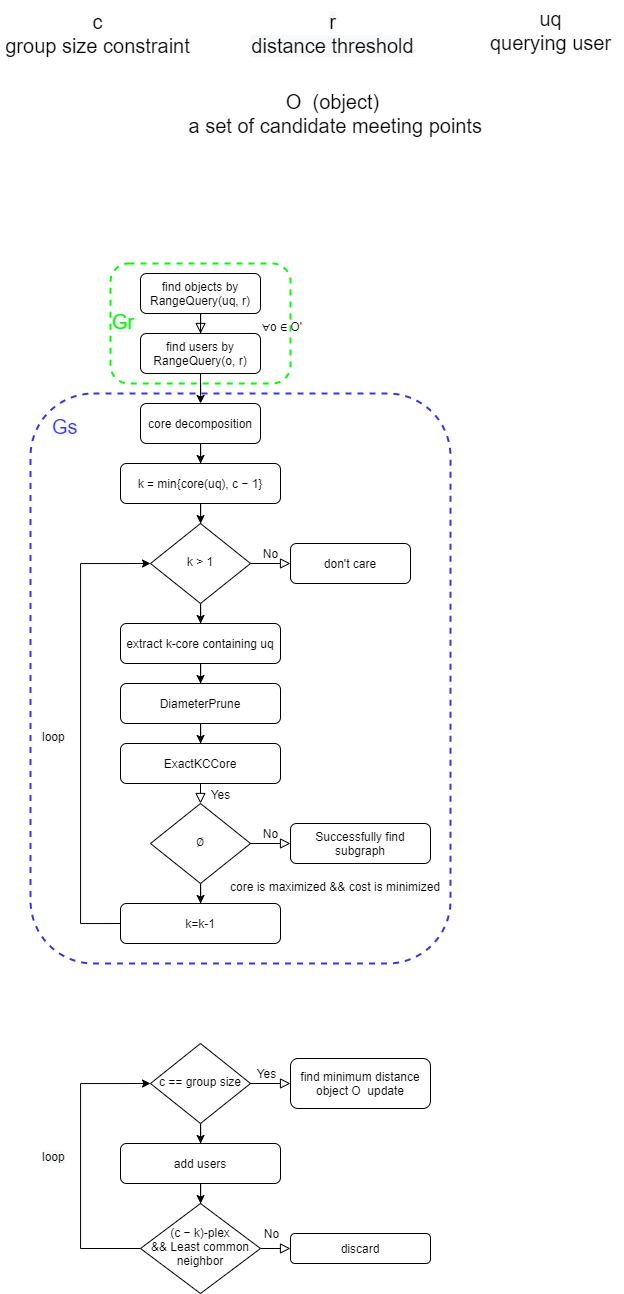 c
group size constraint
r
distance threshold
uq
querying user
O (object)
a set of candidate meeting points
Gr
find objects by
RangeQuery(uq, r)
∀o ∈ O'
find users by
RangeQuery(o, r)
Gs
core decomposition
k = min{core(uq), c − 1}
k > 1
No
don't care
extract k-core containing uq
DiameterPrune
loop
ExactKCCore
Yes
Ø
No
Successfully find
subgraph
core is maximized && cost is minimized
k=k-1
c == group size
Yes
find minimum distance
object O update
loop
add users
(c − k)-plex
&& Least common
neighbor
No
discard